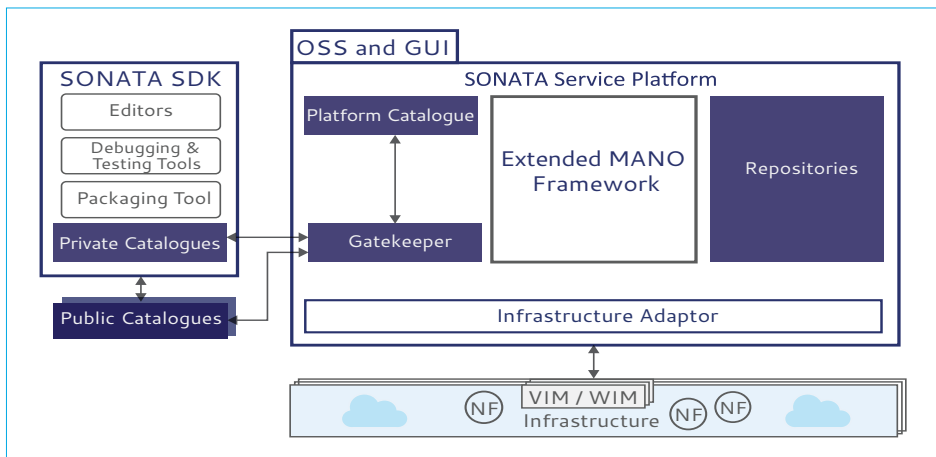 OSS and GUI
SONATA SDK
Editors
Debugging &
Testing Tools
Packaging Tool
Private Catalogues
Public Catalogues
SONATA Service Platform
Platform Catalogue
Gatekeeper
Extended MANO
Framework
Repositories
Infrastructure Adaptor
VIM / WIM
NF
Infrastructure
NF
NF